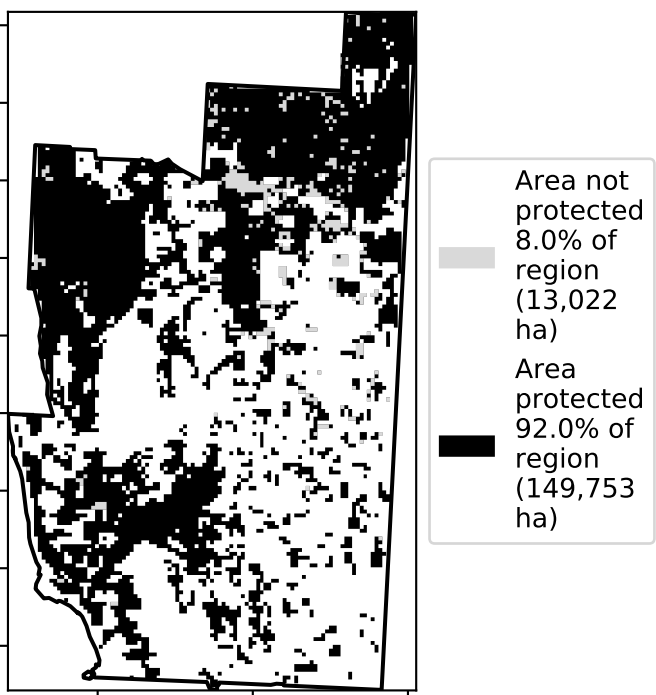 Area not
protected
8.0% of
region
(13,022
ha)
Area
protected
92.0% of
region
(149,753
ha)